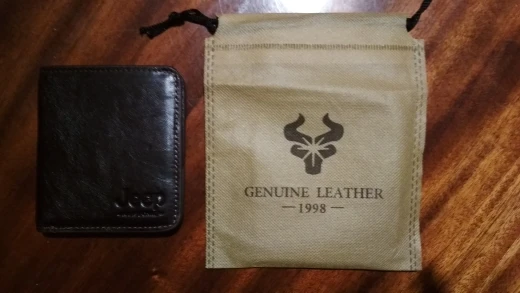 Jeep
GENUINE LEATHER
— 1998 —